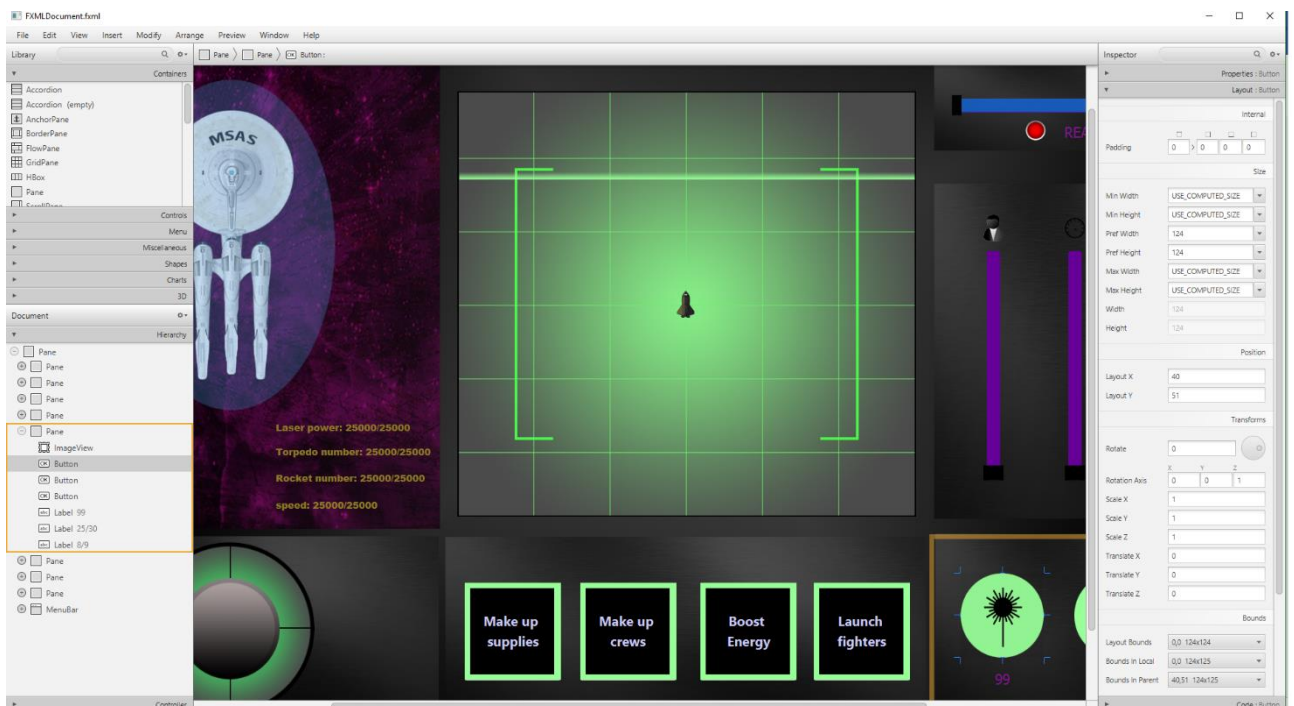 FXMLDocument.fxml
File Edit View Insert Modify Arrange Preview Window Help
Library
Containers
Accordion
Accordion (empty)
AnchorPane
BorderPane
FlowPane
GridPane
HBox
Pane
ScrollPane
Controls
Menu
Miscellaneous
Shapes
Charts
3D
Document
Hierarchy
Pane
Pane
Pane
Pane
Pane
Pane
ImageView
Button
Button
Button
Label 99
Label 25/30
Label 8/9
Pane
Pane
Pane
MenuBar
Controller
Pane Pane Button :
MSAS
Laser power: 25000/25000
Torpedo number: 25000/25000
Rocket number: 25000/25000
speed: 25000/25000
REA
Make up
supplies
Make up
crews
Boost
Energy
Launch
fighters
99
Inspector
Properties : Button
Layout : Button
Internal
Padding 0 0 0 0
Size
Min Width USE_COMPUTED_SIZE
Min Height USE_COMPUTED_SIZE
Pref Width 124
Pref Height 124
Max Width USE_COMPUTED_SIZE
Max Height USE_COMPUTED_SIZE
Width 124
Height 124
Position
Layout X 40
Layout Y 51
Transforms
Rotate 0
X Y Z
Rotation Axis 0 0 1
Scale X 1
Scale Y 1
Scale Z 1
Translate X 0
Translate Y 0
Translate Z 0
Bounds
Layout Bounds 0,0 124x124
Bounds in Local 0,0 124x125
Bounds in Parent 40,51 124x125
Code : Button